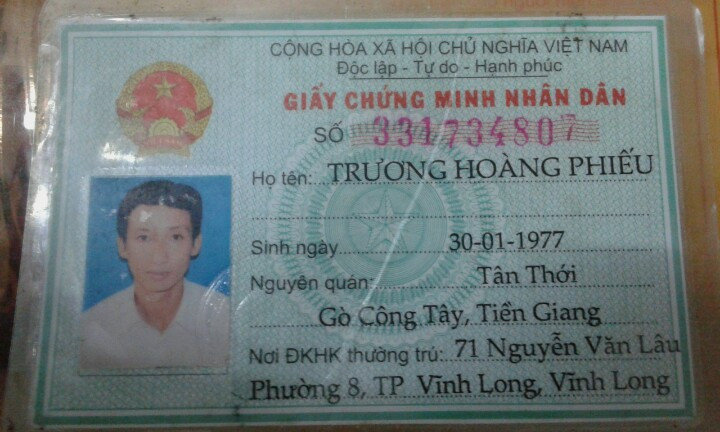 CỘNG HÒA XÃ HỘI CHỦ NGHĨA VIỆT NAM
Độc lập - Tự do - Hạnh phúc
GIẤY CHỨNG MINH NHÂN DÂN
SỐ 331734807
Họ tên: TRƯƠNG HOÀNG PHIẾU
Sinh ngày 30-01-1977
Nguyên quán: Tân Thới
Gò Công Tây, Tiền Giang
Nơi ĐKHK thường trú: 71 Nguyễn Văn Lâu
Phường 8, TP Vĩnh Long, Vĩnh Long